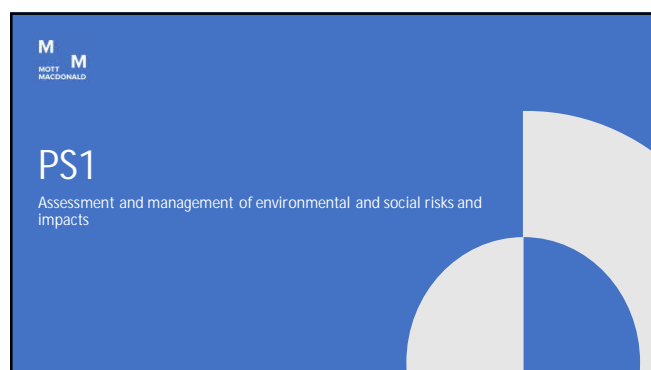 M
M
MOTT
MACDONALD
PS1
Assessment and management of environmental and social risks and
impacts